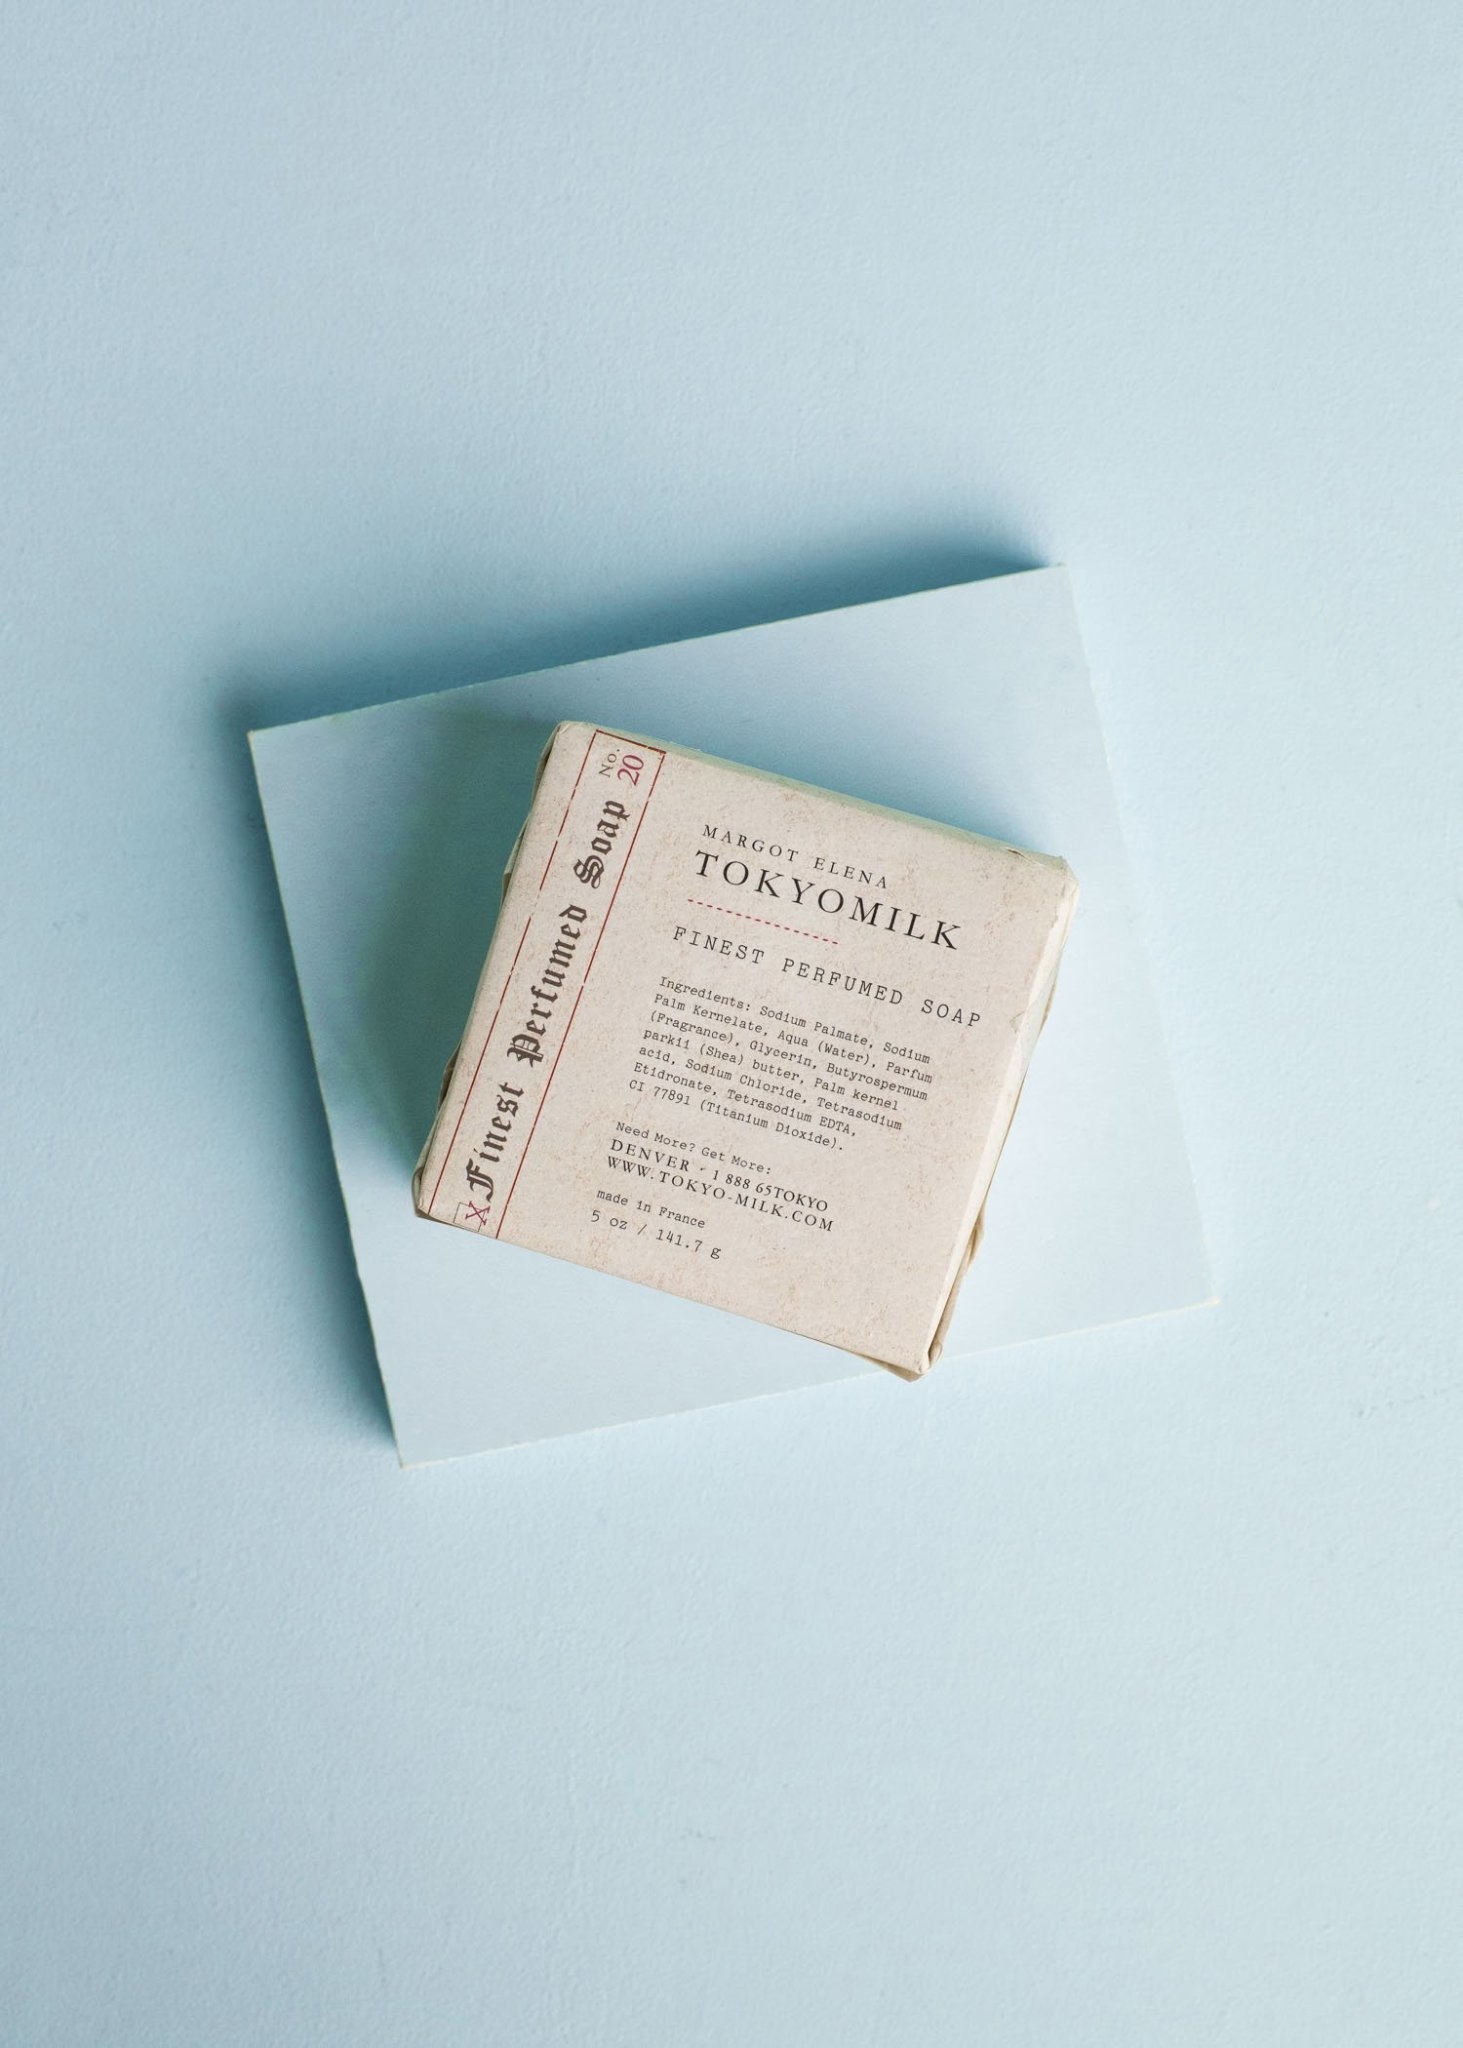 No.
20
X Finest Perfumed Soap
MARGOT ELENA
TOKYOMILK
FINEST PERFUMED SOAP
Ingredients: Sodium Palmate, Sodium
Palm Kernelate, Aqua (Water), Parfum
(Fragrance), Glycerin, Butyrospermum
parkii (Shea) butter, Palm kernel
acid, Sodium Chloride, Tetrasodium
Etidronate, Tetrasodium EDTA,
CI 77891 (Titanium Dioxide).
Need More? Get More:
DENVER - 1 888 65TOKYO
WWW.TOKYO-MILK.COM
made in France
5 oz / 141.7 g